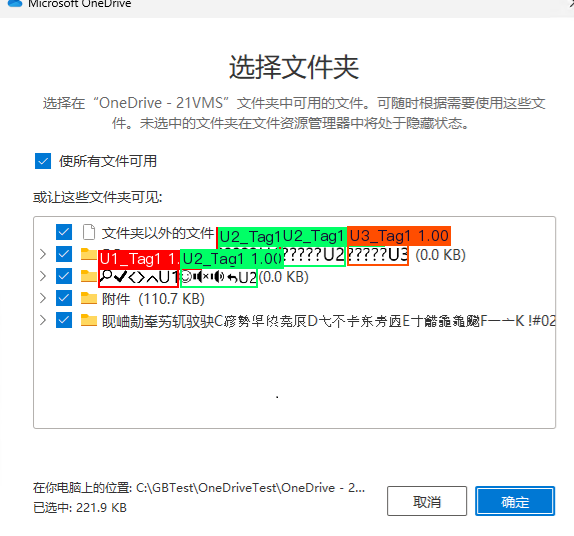 Microsoft OneDrive
选择文件夹
选择在“OneDrive - 21VMS”文件夹中可用的文件。可随时根据需要使用这些文
件。未选中的文件夹在文件资源管理器中将处于隐藏状态。
使所有文件可用
或让这些文件夹可见:
文件夹以外的文件
U2_Tag1 U2_Tag1 U3_Tag1 1.00
?????U2 ?????U3 (0.0 KB)
U1_Tag1 1. U2_Tag1 1.00
U1 U2 (0.0 KB)
附件 (110.7 KB)
C D E F K !#02
在你电脑上的位置: C:\GBTest\OneDriveTest\OneDrive - 2...
已选中: 221.9 KB
取消
确定